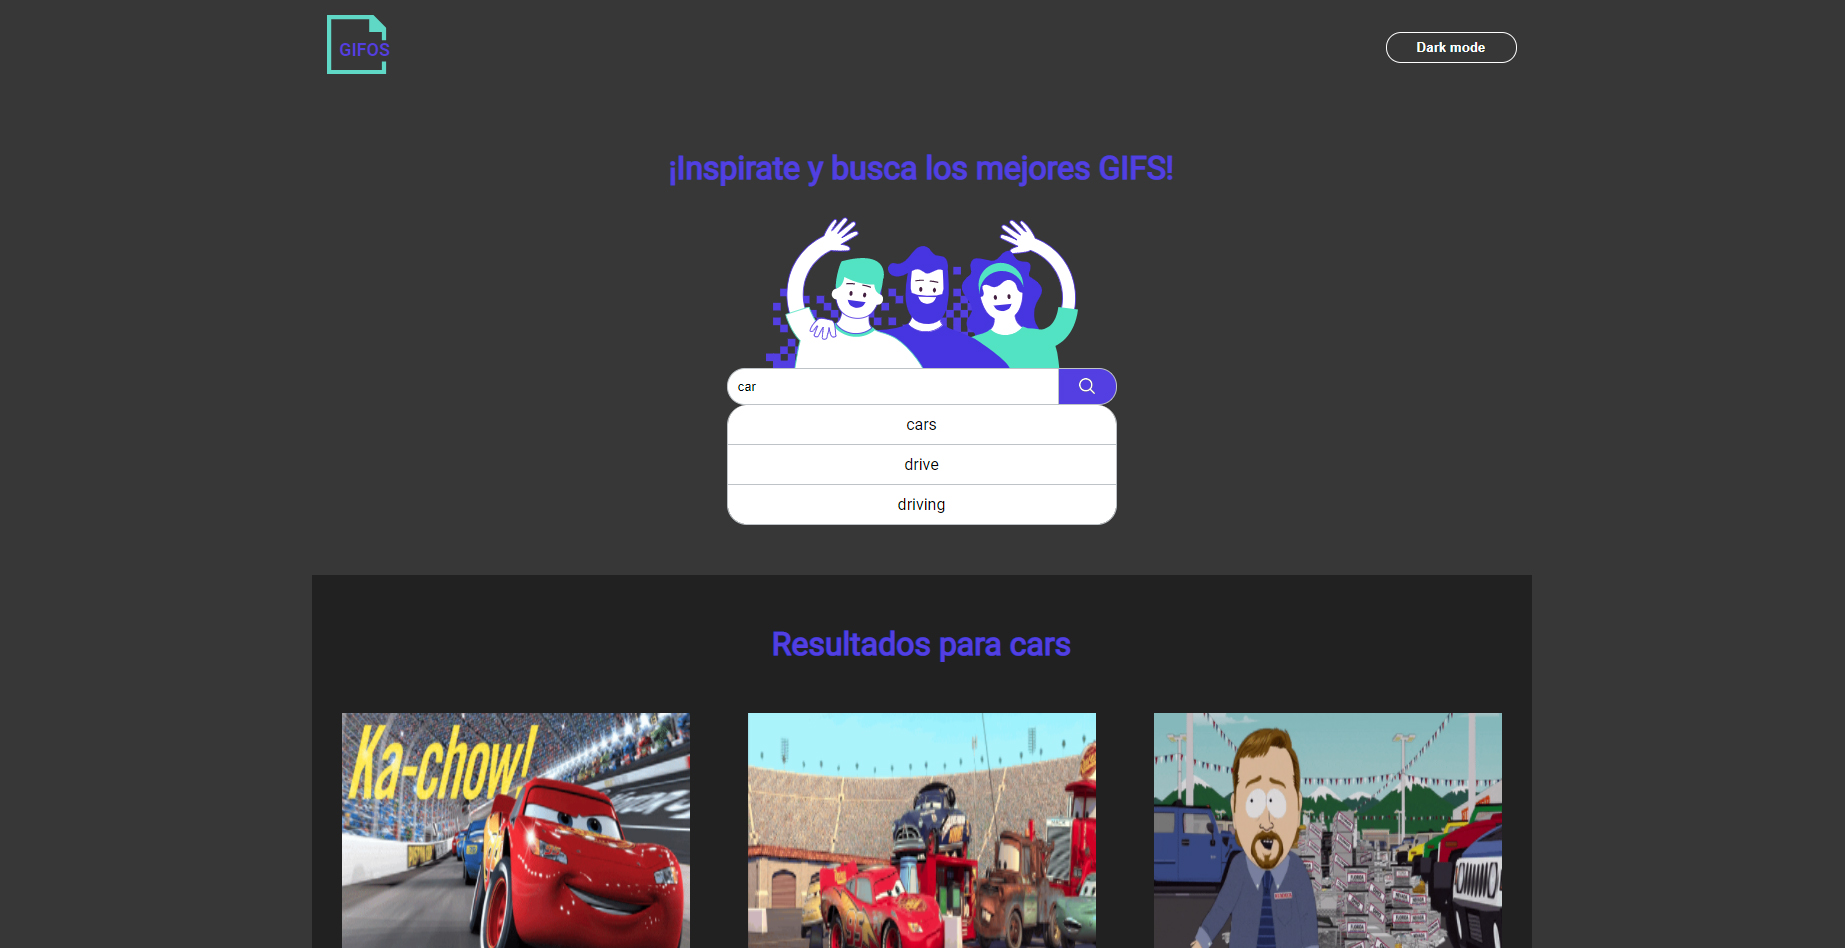 GIFOS
Dark mode
¡Inspirate y busca los mejores GIFS!
car
cars
drive
driving
Resultados para cars
Ka-chow!